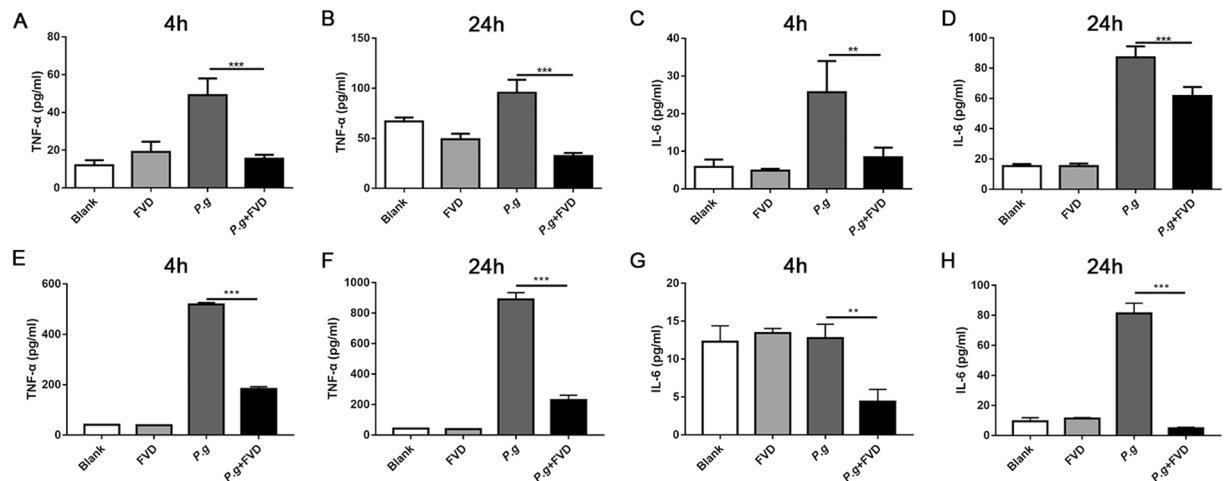 A 4h
TNF-α (pg/ml)
80
60
40
20
0
Blank FVD P.g P.g+FVD
***
B 24h
TNF-α (pg/ml)
150
100
50
0
Blank FVD P.g P.g+FVD
***
C 4h
IL-6 (pg/ml)
40
30
20
10
0
Blank FVD P.g P.g+FVD
**
D 24h
IL-6 (pg/ml)
100
80
60
40
20
0
Blank FVD P.g P.g+FVD
***
E 4h
TNF-α (pg/ml)
600
400
200
0
Blank FVD P.g P.g+FVD
***
F 24h
TNF-α (pg/ml)
1000
800
600
400
200
0
Blank FVD P.g P.g+FVD
***
G 4h
IL-6 (pg/ml)
20
15
10
5
0
Blank FVD P.g P.g+FVD
**
H 24h
IL-6 (pg/ml)
100
80
60
40
20
0
Blank FVD P.g P.g+FVD
***